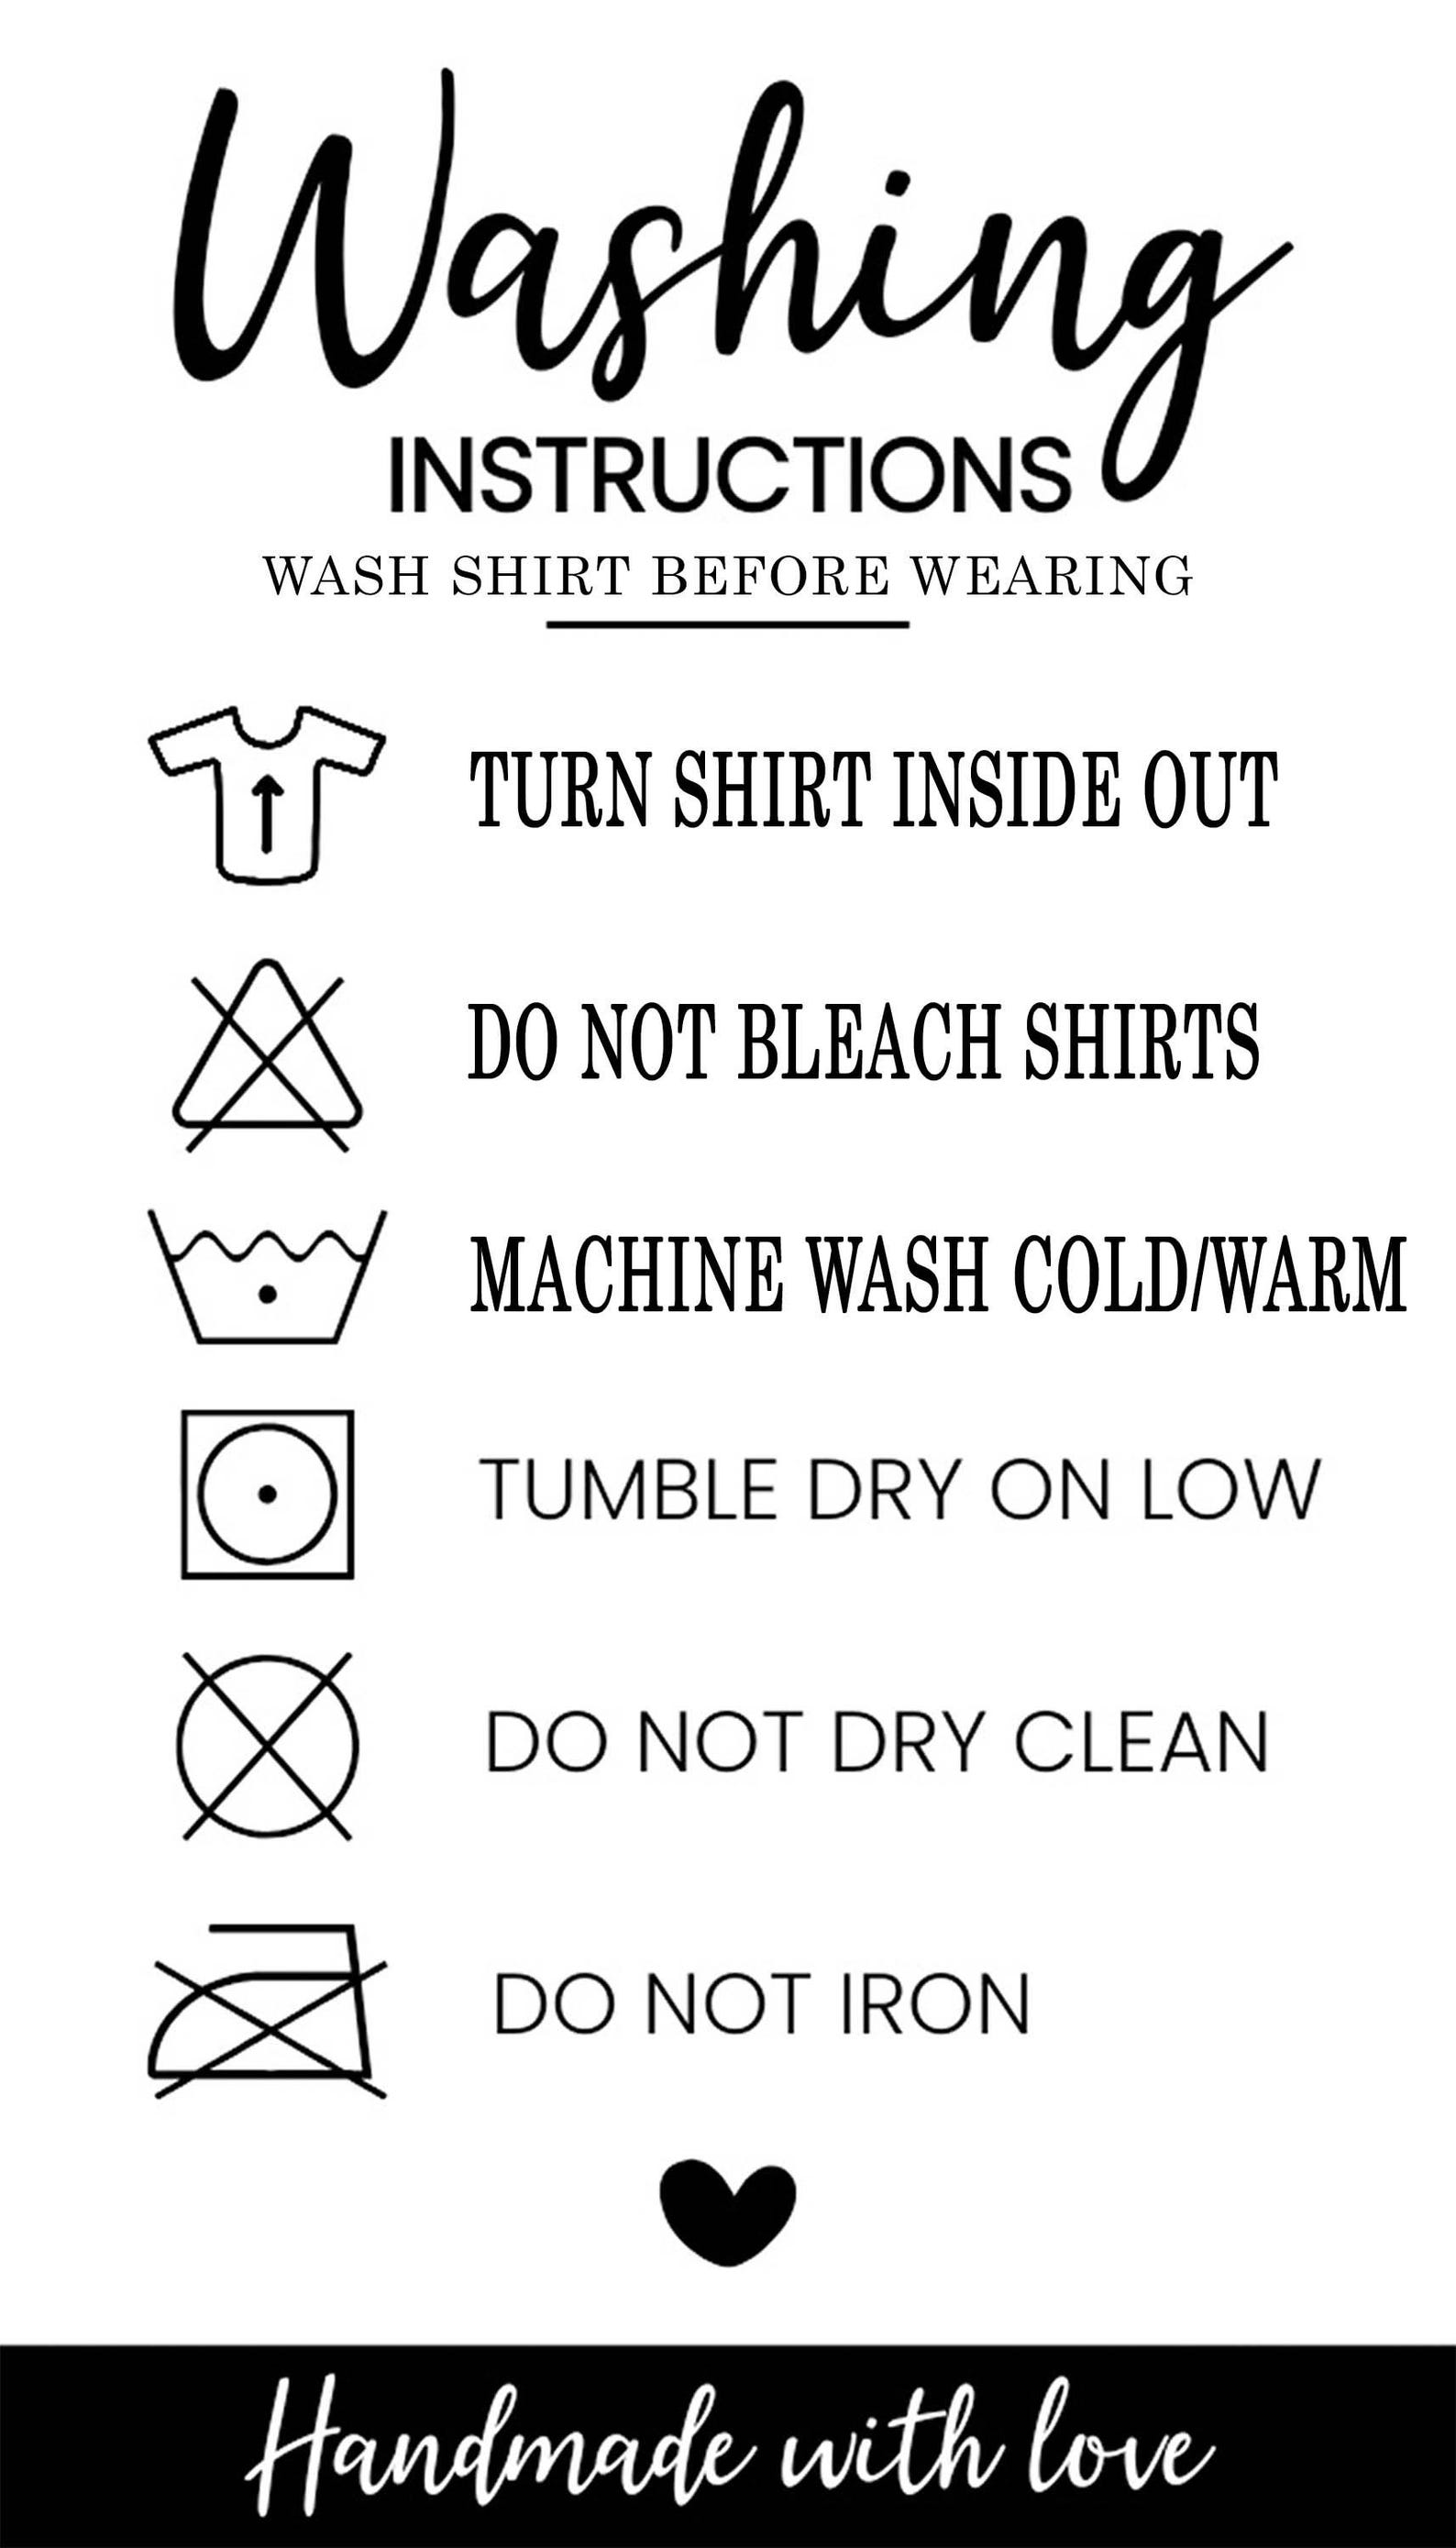 Washing
INSTRUCTIONS
WASH SHIRT BEFORE WEARING
TURN SHIRT INSIDE OUT
DO NOT BLEACH SHIRTS
MACHINE WASH COLD/WARM
TUMBLE DRY ON LOW
DO NOT DRY CLEAN
DO NOT IRON
Handmade with love